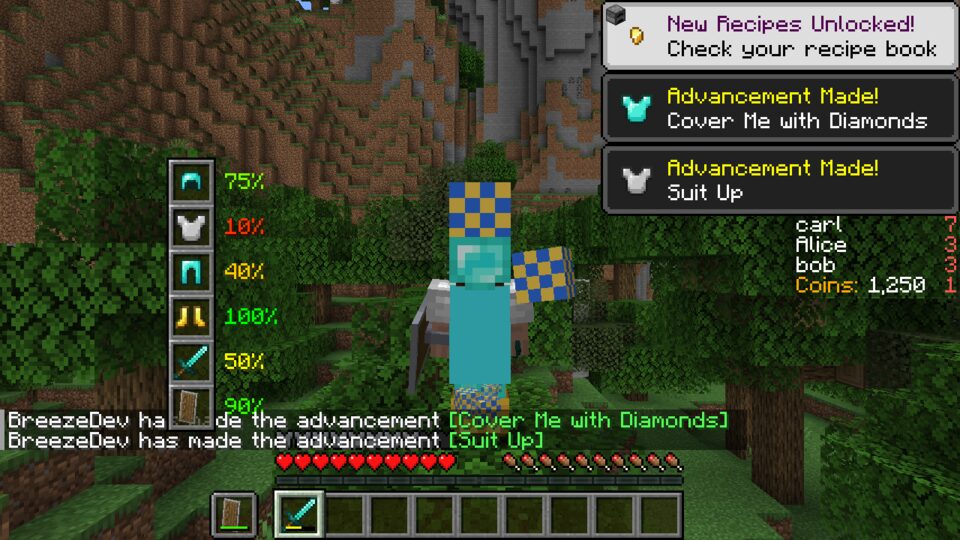 New Recipes Unlocked!
Check your recipe book
Advancement Made!
Cover Me with Diamonds
Advancement Made!
Suit Up
75%
10%
40%
100%
50%
90%
carl 7
Alice 3
bob 3
Coins: 1,250 1
BreezeDev ha de the advancement [Cover Me with Diamonds]
BreezeDev has made the advancement [Suit Up]